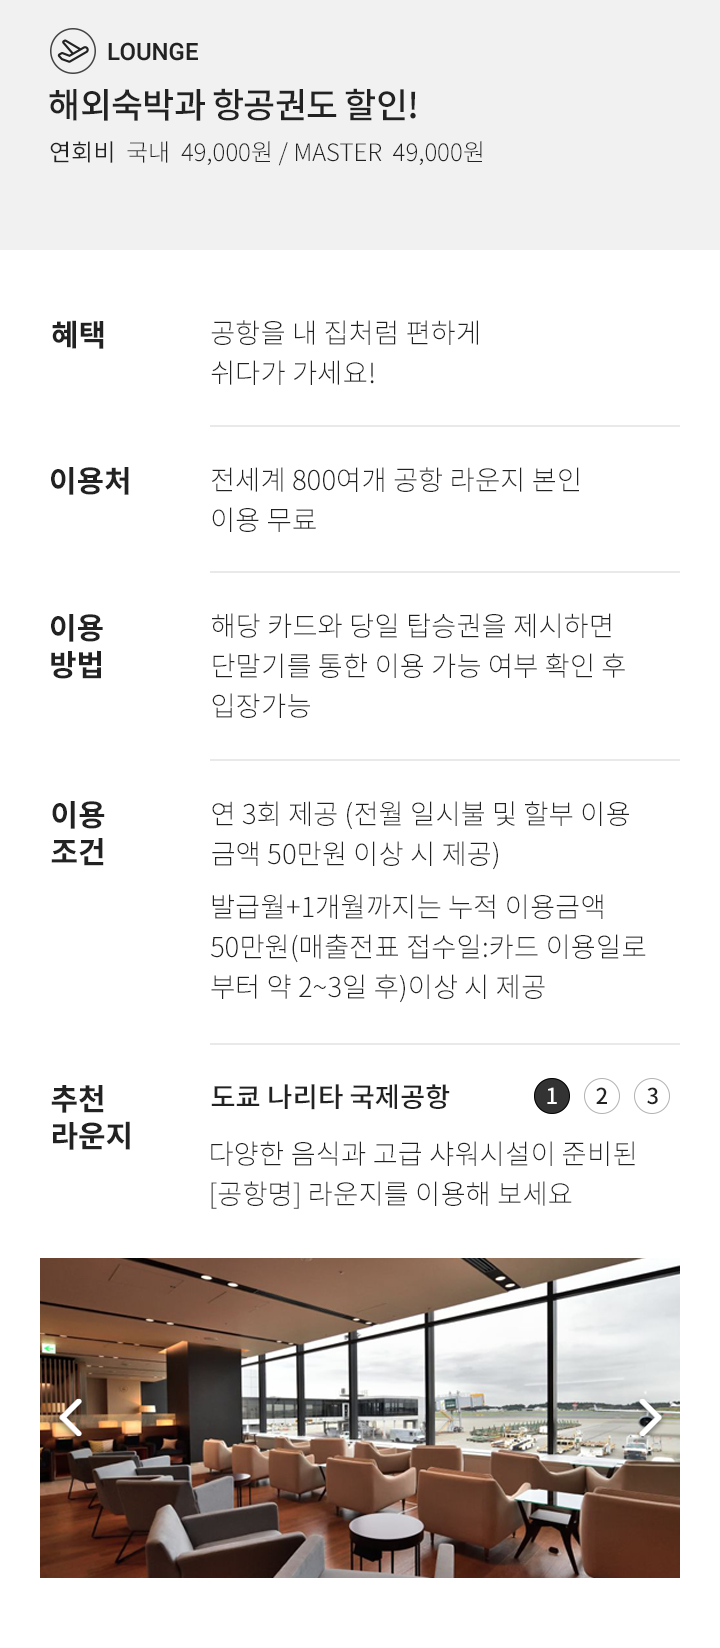 LOUNGE
해외숙박과 항공권도 할인!
연회비 국내 49,000원 / MASTER 49,000원
혜택
공항을 내 집처럼 편하게
쉬다가 가세요!
이용처
전세계 800여개 공항 라운지 본인
이용 무료
이용
방법
해당 카드와 당일 탑승권을 제시하면
단말기를 통한 이용 가능 여부 확인 후
입장가능
이용
조건
연 3회 제공 (전월 일시불 및 할부 이용
금액 50만원 이상 시 제공)
발급월+1개월까지는 누적 이용금액
50만원(매출전표 접수일:카드 이용일로
부터 약 2~3일 후)이상 시 제공
추천
라운지
도쿄 나리타 국제공항
1 2 3
다양한 음식과 고급 샤워시설이 준비된
[공항명] 라운지를 이용해 보세요